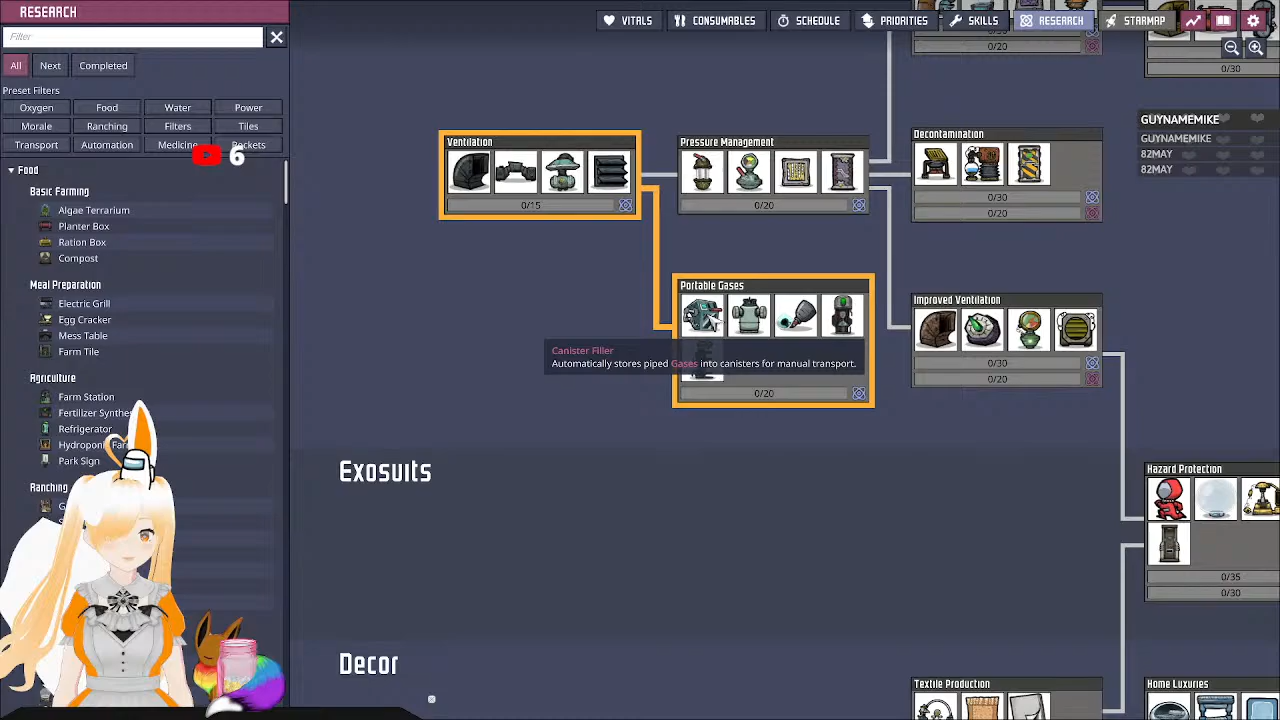 RESEARCH
VITALS
CONSUMABLES
SCHEDULE
PRIORITIES
SKILLS
RESEARCH
STARMAP
Filter
All
Next
Completed
Preset Filters
Oxygen
Food
Water
Power
Morale
Ranching
Filters
Tiles
Transport
Automation
Medicine
Rockets
6
Food
Basic Farming
Algae Terrarium
Planter Box
Ration Box
Compost
Meal Preparation
Electric Grill
Egg Cracker
Mess Table
Farm Tile
Agriculture
Farm Station
Fertilizer Synthe
Refrigerator
Hydroponic Far
Park Sign
Ranching
0/20
0/30
GUYNAMEMIKE
GUYNAMEMIKE
82MAY
82MAY
Ventilation
0/15
Pressure Management
0/20
Decontamination
0/30
0/20
Portable Gases
Canister Filler
Automatically stores piped Gases into canisters for manual transport.
0/20
Improved Ventilation
0/30
0/20
Exosuits
Hazard Protection
0/35
0/30
Decor
Textile Production
Home Luxuries